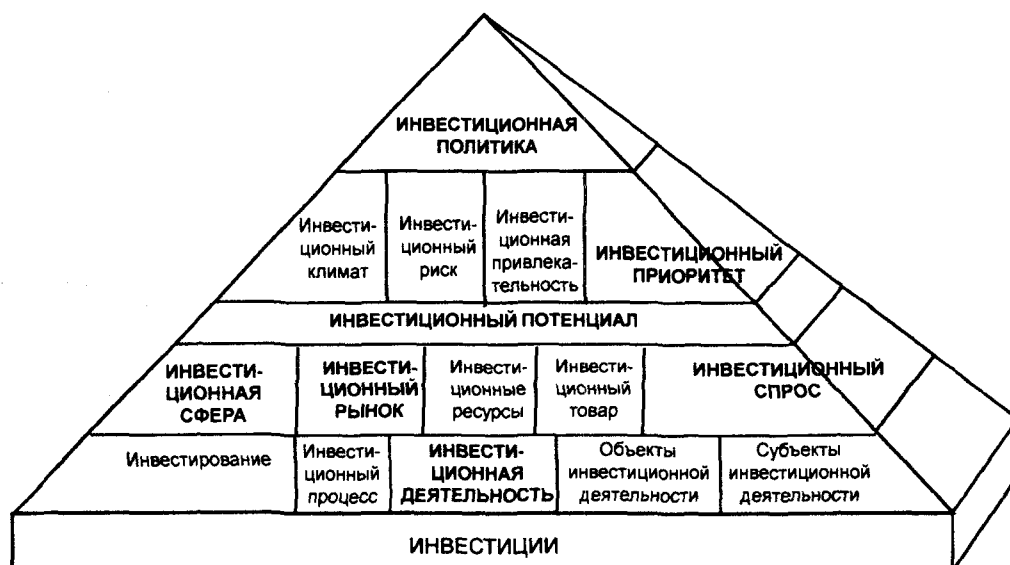 ИНВЕСТИЦИОННАЯ
ПОЛИТИКА
Инвести-
ционный
климат
Инвести-
ционный
риск
Инвести-
ционная
привлека-
тельность
ИНВЕСТИЦИОННЫЙ
ПРИОРИТЕТ
ИНВЕСТИЦИОННЫЙ ПОТЕНЦИАЛ
ИНВЕСТИ-
ЦИОННАЯ
СФЕРА
ИНВЕСТИ-
ЦИОННЫЙ
РЫНОК
Инвести-
ционные
ресурсы
Инвести-
ционный
товар
ИНВЕСТИЦИОННЫЙ
СПРОС
Инвестирование
Инвести-
ционный
процесс
ИНВЕСТИ-
ЦИОННАЯ
ДЕЯТЕЛЬНОСТЬ
Объекты
инвестиционной
деятельности
Субъекты
инвестиционной
деятельности
ИНВЕСТИЦИИ